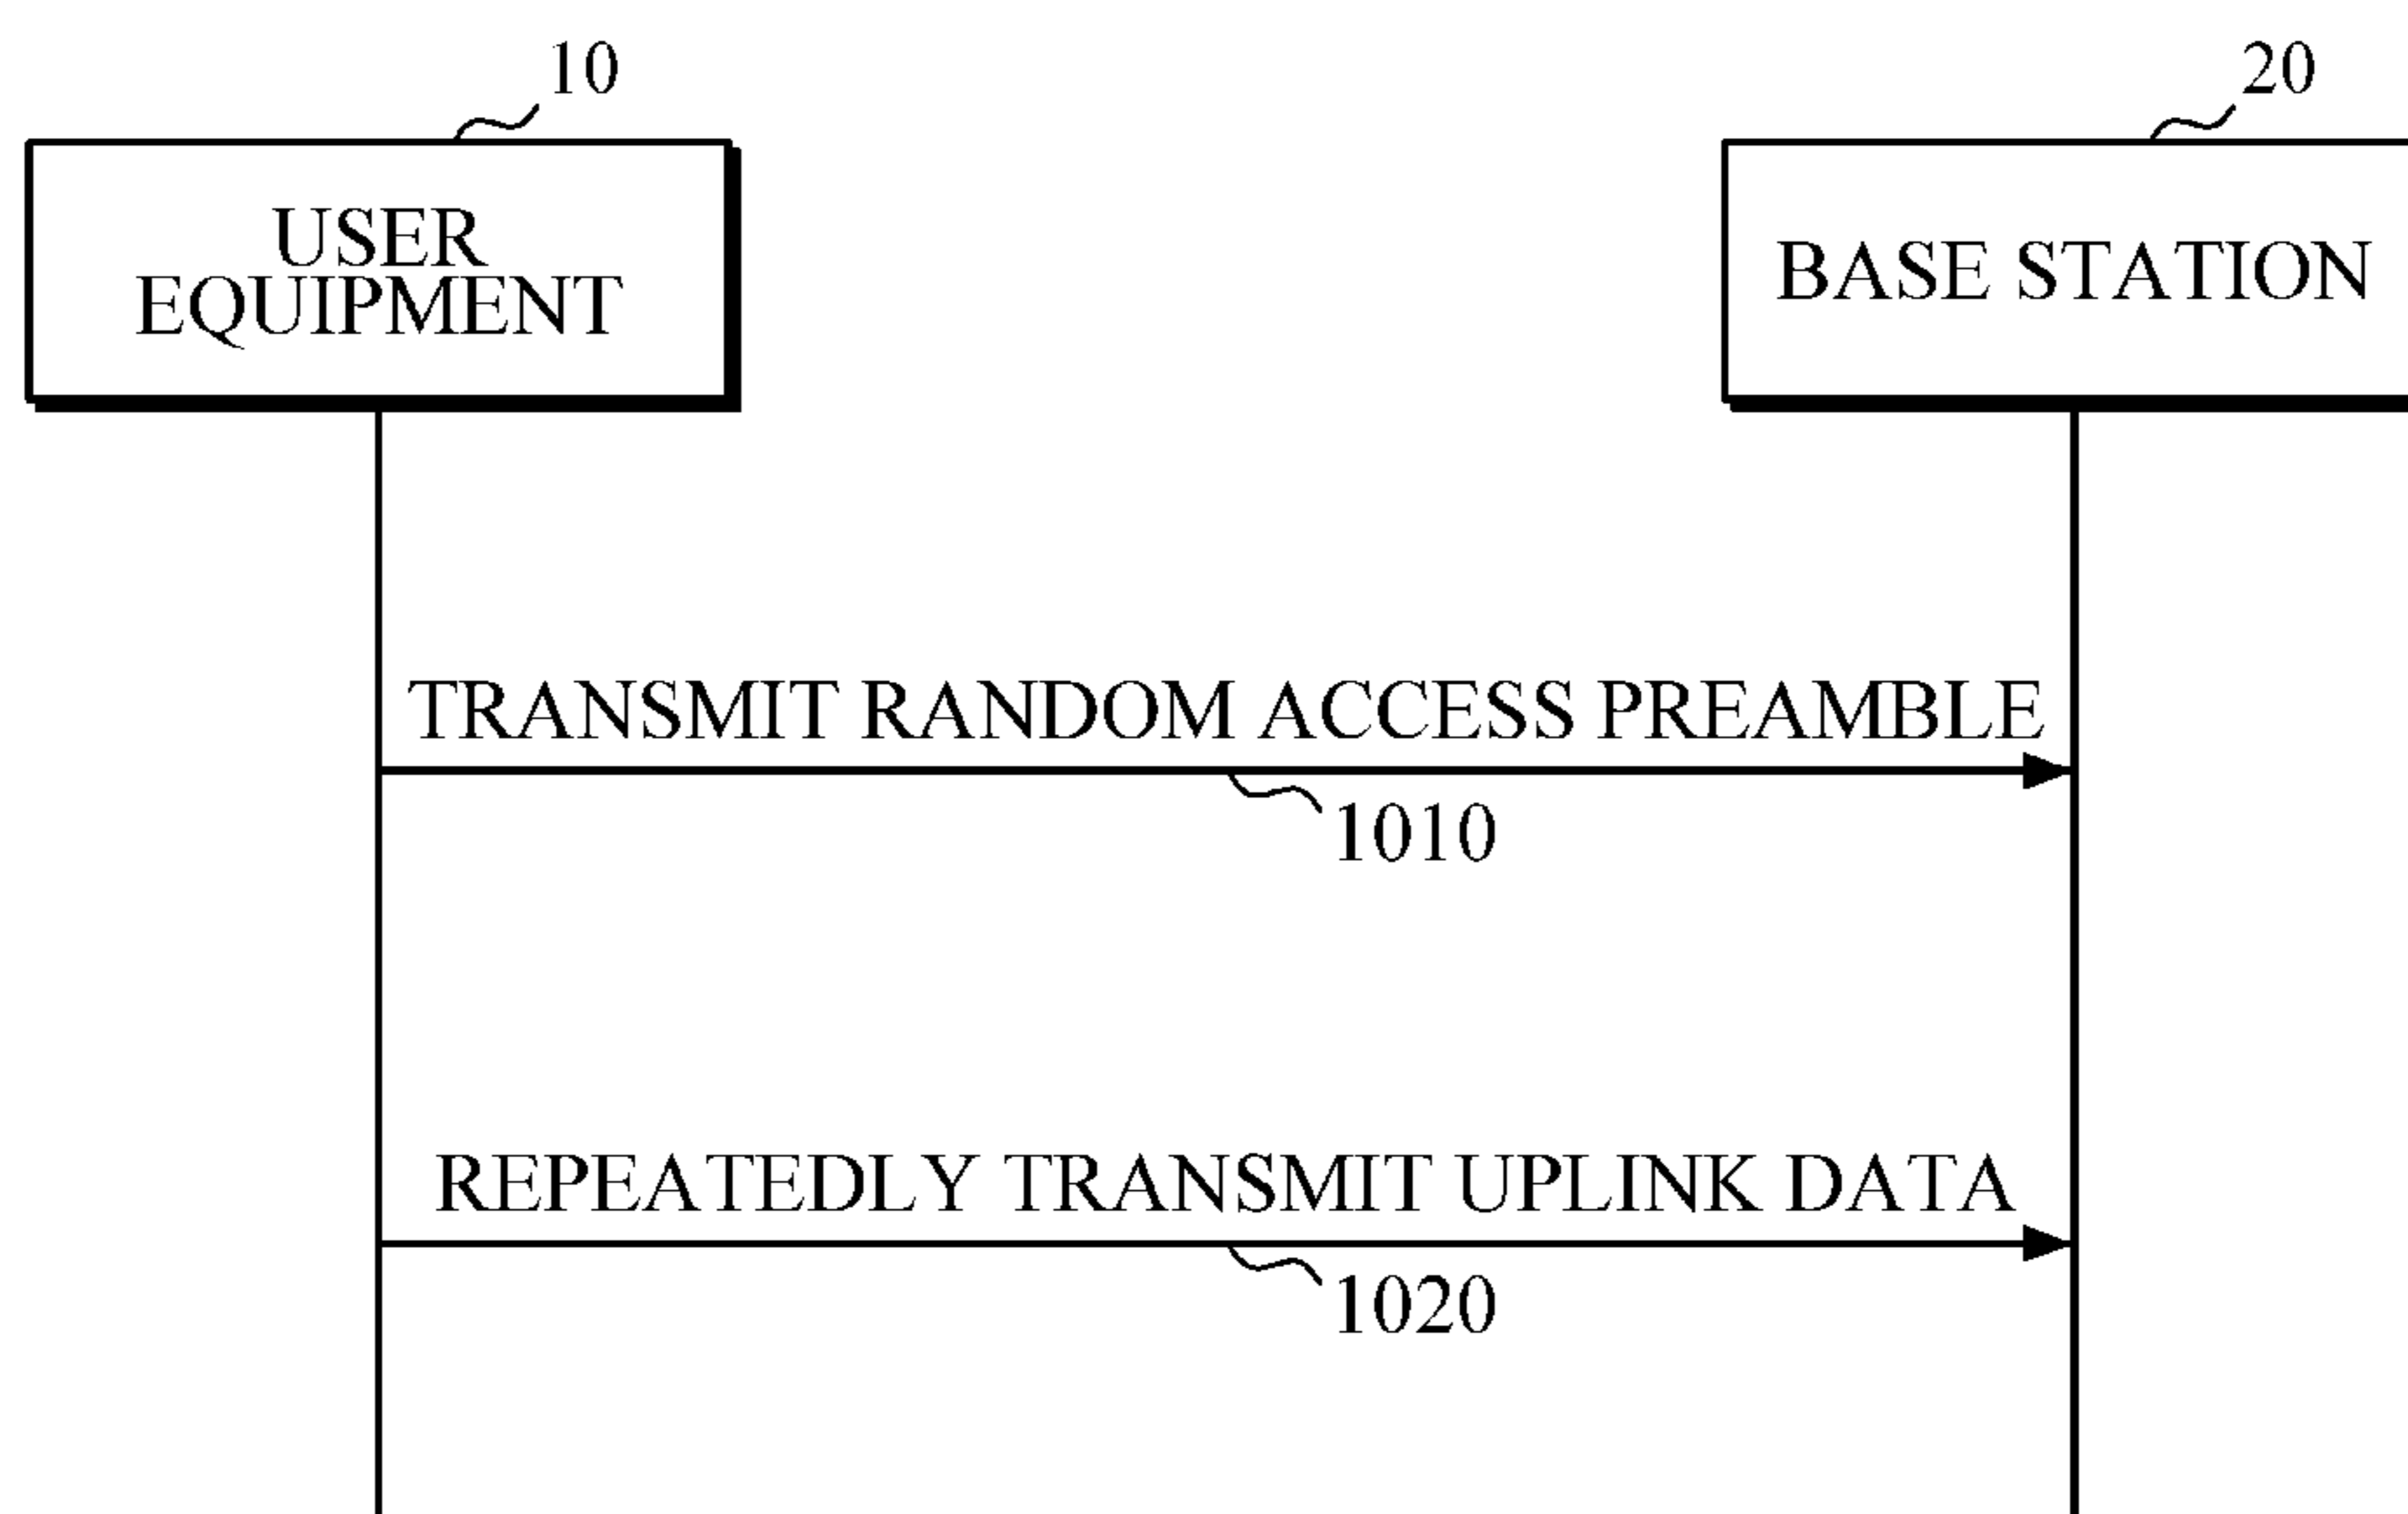 10
20
USER
EQUIPMENT
BASE STATION
TRANSMIT RANDOM ACCESS PREAMBLE
1010
REPEATEDLY TRANSMIT UPLINK DATA
1020